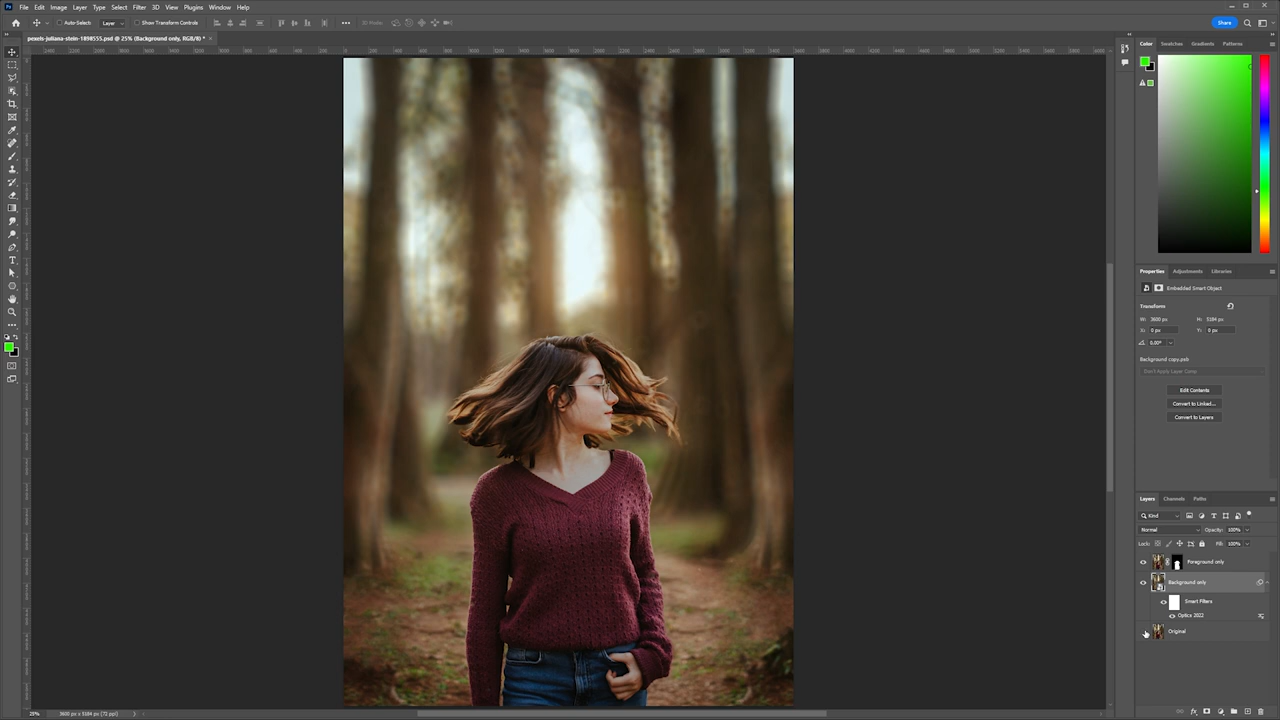 File Edit Image Layer Type Select Filter 3D View Plugins Window Help
Auto-Select: Layer Show Transform Controls 3D Mode Share
pexels-juliana-stein-1898555.psd @ 25% (Background only, RGB/8) * ×
Color Swatches Gradients Patterns
Properties Adjustments Libraries
Embedded Smart Object
Transform
W: 3600 px H: 5184 px
X: 0 px Y: 0 px
0.00°
Background copy.psb
Don't Apply Layer Comp
Edit Contents
Convert to Linked...
Convert to Layers
Layers Channels Paths
Kind
Normal Opacity: 100%
Lock: Fill: 100%
Foreground only
Background only
Smart Filters
Optics 2022
Original
25% 3600 px x 5184 px (72 ppi)